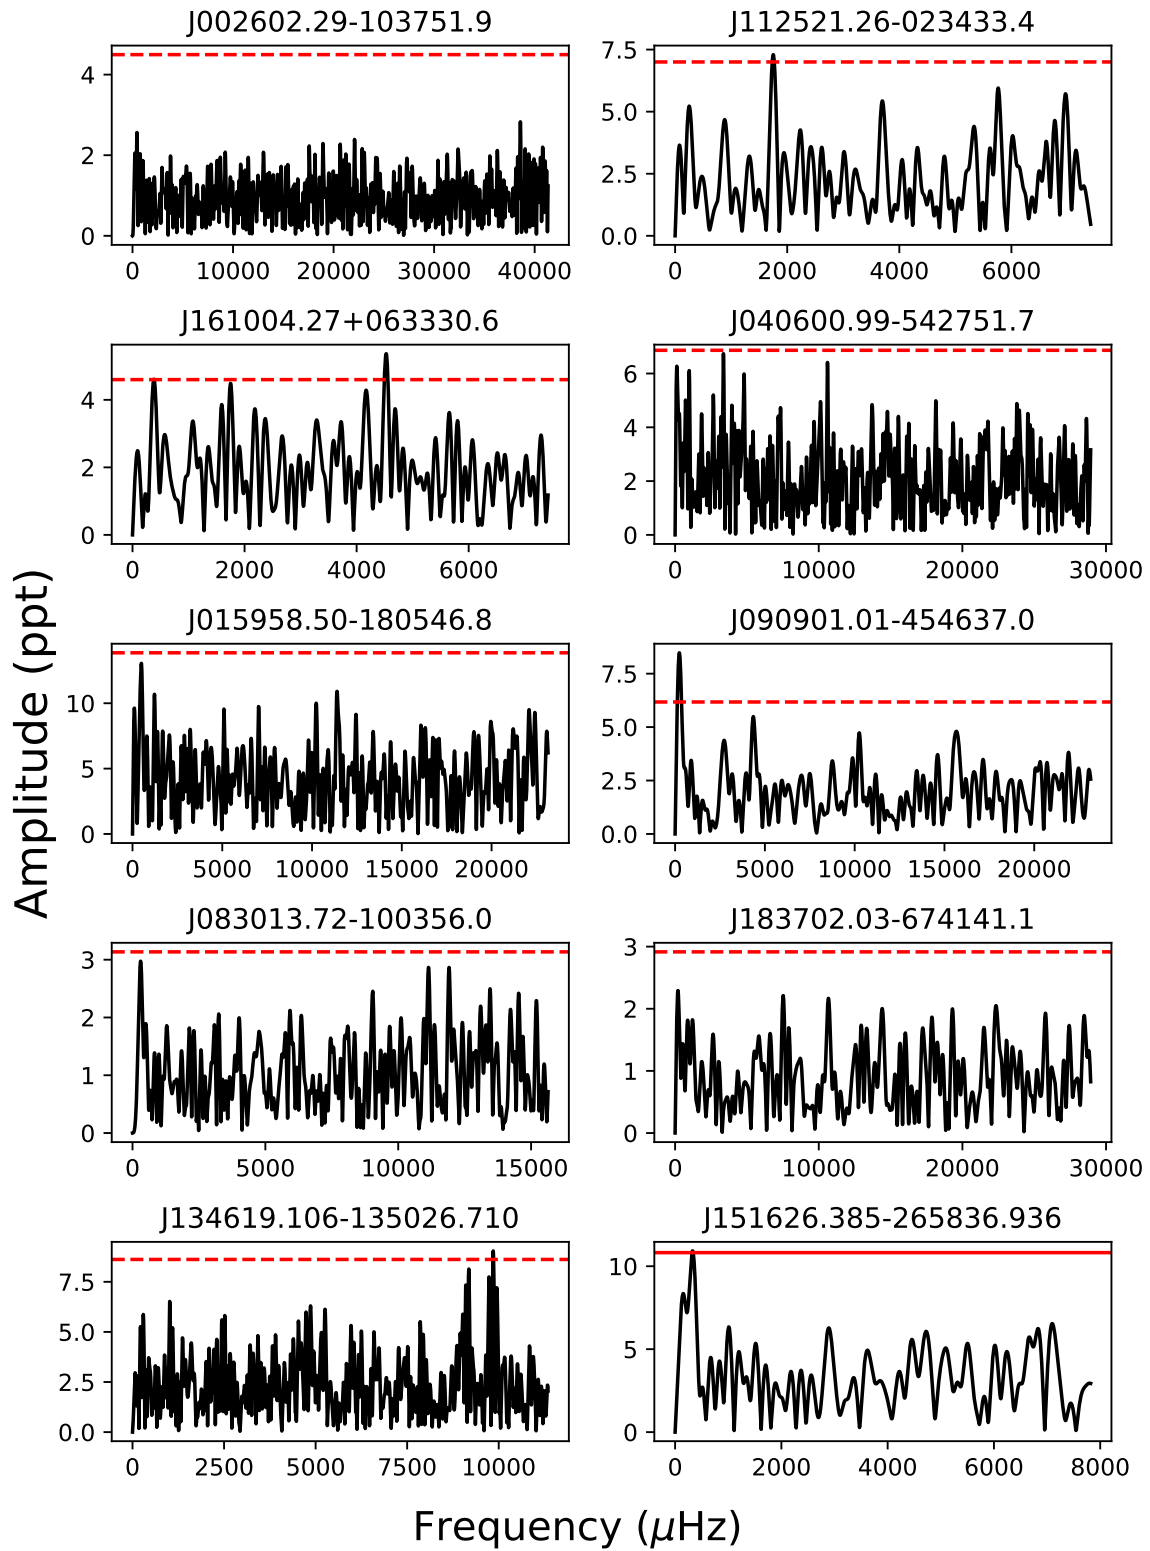 J002602.29-103751.9
4
2
0
0 10000 20000 30000 40000
J112521.26-023433.4
7.5
5.0
2.5
0.0
0 2000 4000 6000
J161004.27+063330.6
4
2
0
0 2000 4000 6000
J040600.99-542751.7
6
4
2
0
0 10000 20000 30000
Amplitude (ppt)
J015958.50-180546.8
10
5
0
0 5000 10000 15000 20000
J090901.01-454637.0
7.5
5.0
2.5
0.0
0 5000 10000 15000 20000
J083013.72-100356.0
3
2
1
0
0 5000 10000 15000
J183702.03-674141.1
3
2
1
0
0 10000 20000 30000
J134619.106-135026.710
7.5
5.0
2.5
0.0
0 2500 5000 7500 10000
J151626.385-265836.936
10
5
0
0 2000 4000 6000 8000
Frequency (μHz)